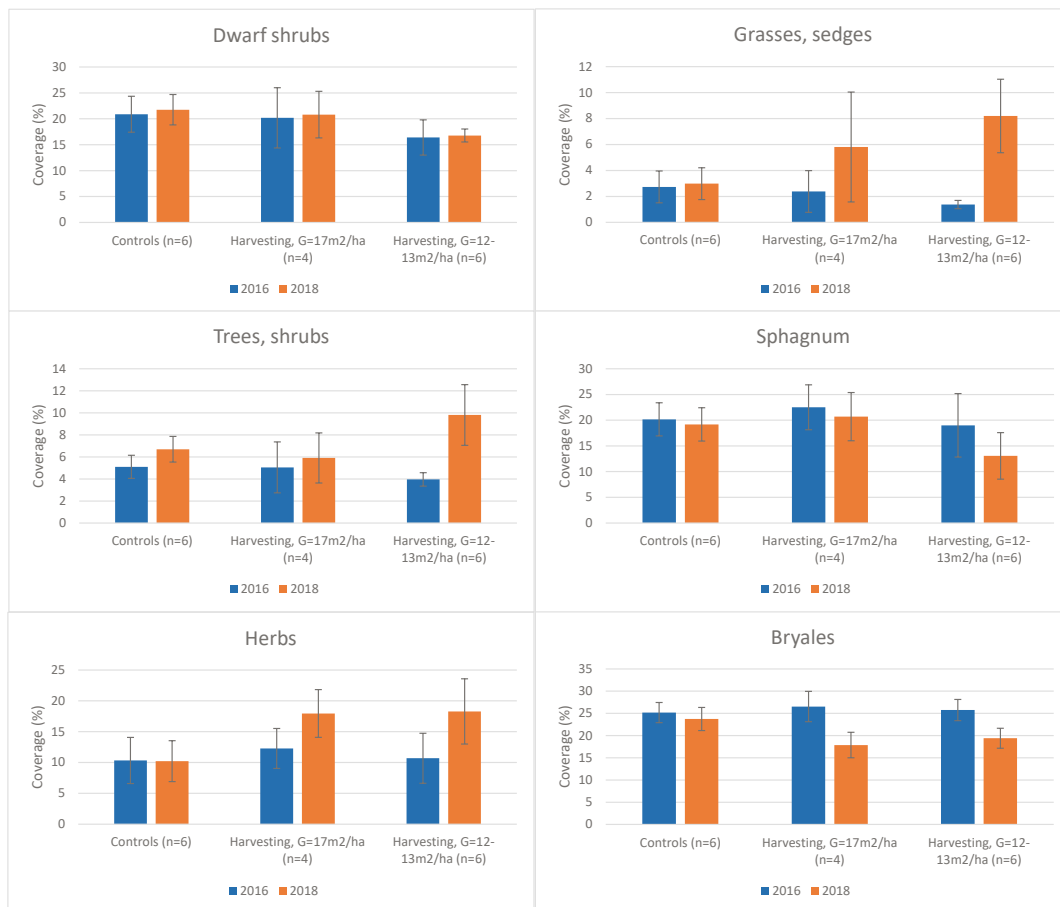 Dwarf shrubs
Coverage (%)
30
25
20
15
10
5
0
Controls (n=6)
Harvesting, G=17m2/ha
(n=4)
Harvesting, G=12-
13m2/ha (n=6)
2016 2018
Grasses, sedges
Coverage (%)
12
10
8
6
4
2
0
Controls (n=6)
Harvesting, G=17m2/ha
(n=4)
Harvesting, G=12-
13m2/ha (n=6)
2016 2018
Trees, shrubs
Coverage (%)
14
12
10
8
6
4
2
0
Controls (n=6)
Harvesting, G=17m2/ha
(n=4)
Harvesting, G=12-
13m2/ha (n=6)
2016 2018
Sphagnum
Coverage (%)
30
25
20
15
10
5
0
Controls (n=6)
Harvesting, G=17m2/ha
(n=4)
Harvesting, G=12-
13m2/ha (n=6)
2016 2018
Herbs
Coverage (%)
25
20
15
10
5
0
Controls (n=6)
Harvesting, G=17m2/ha
(n=4)
Harvesting, G=12-
13m2/ha (n=6)
2016 2018
Bryales
Coverage (%)
35
30
25
20
15
10
5
0
Controls (n=6)
Harvesting, G=17m2/ha
(n=4)
Harvesting, G=12-
13m2/ha (n=6)
2016 2018